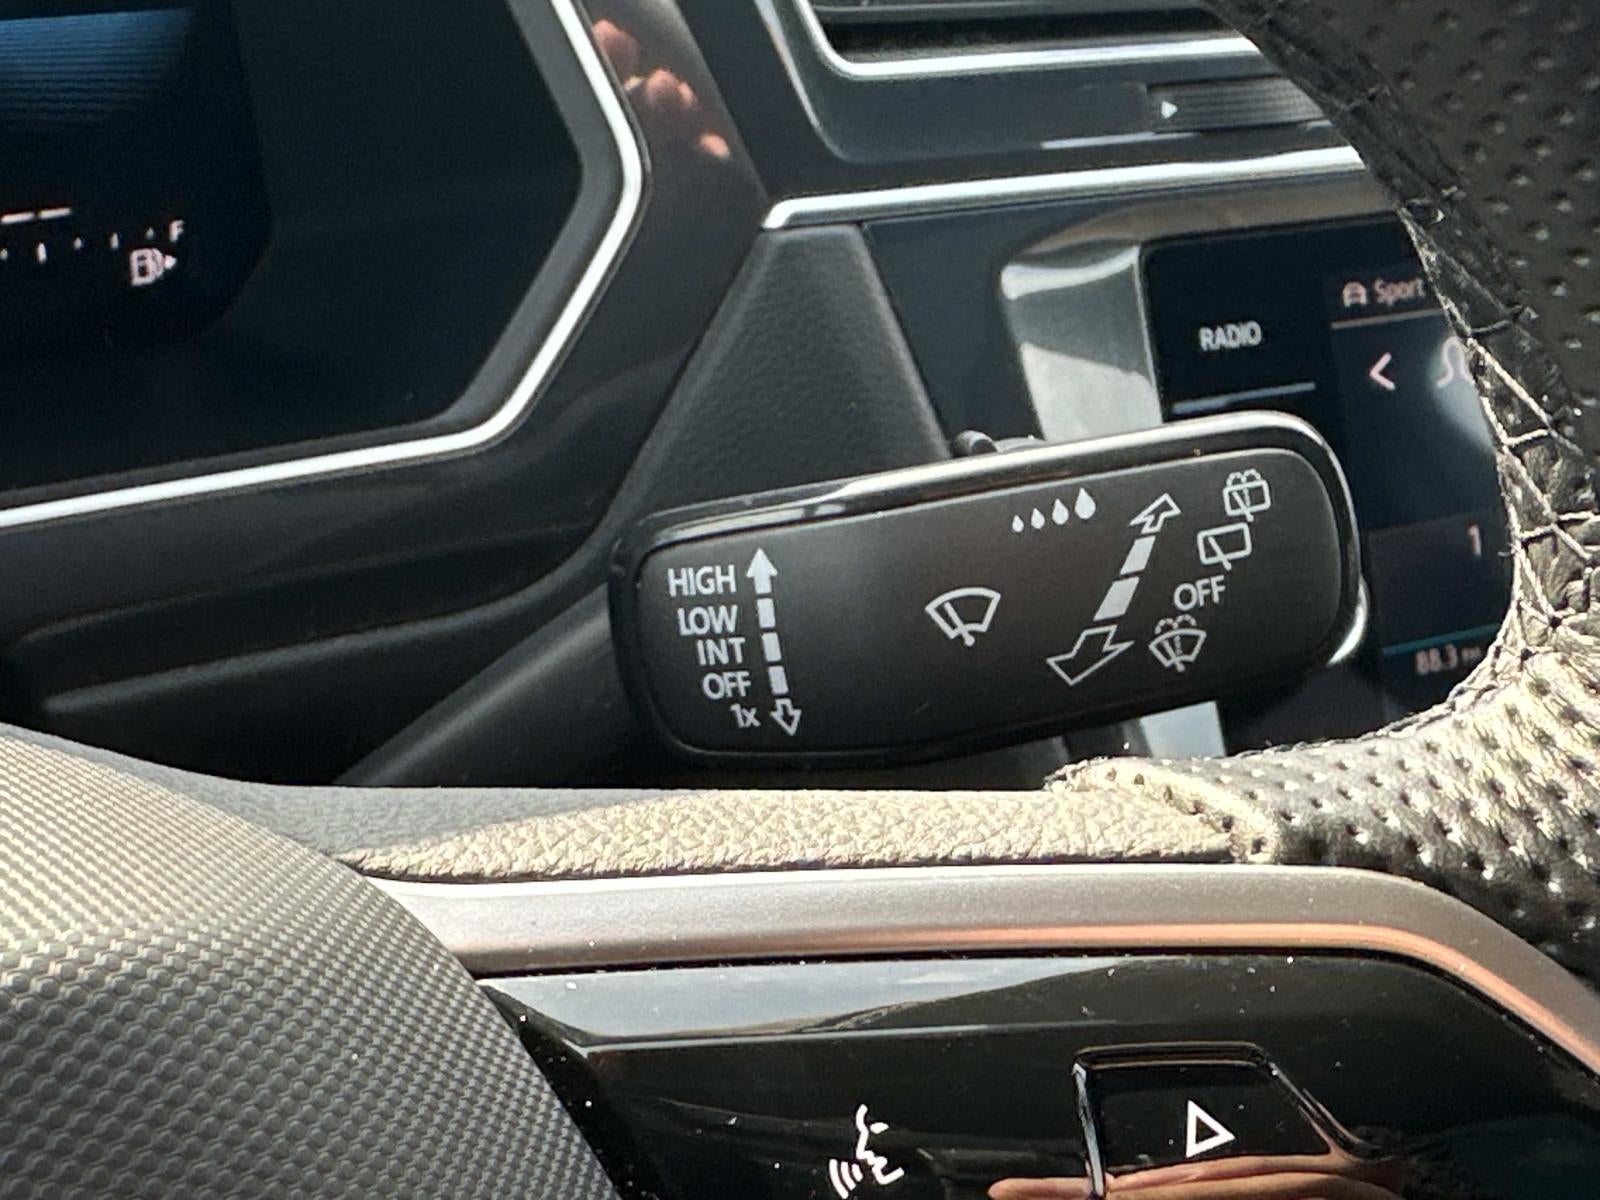 F
Sport
RADIO
1
HIGH
LOW
INT
OFF
1x
OFF
88.3